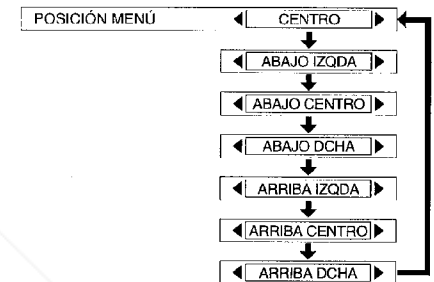 POSICIÓN MENÚ CENTRO
ABAJO IZQDA
ABAJO CENTRO
ABAJO DCHA
ARRIBA IZQDA
ARRIBA CENTRO
ARRIBA DCHA